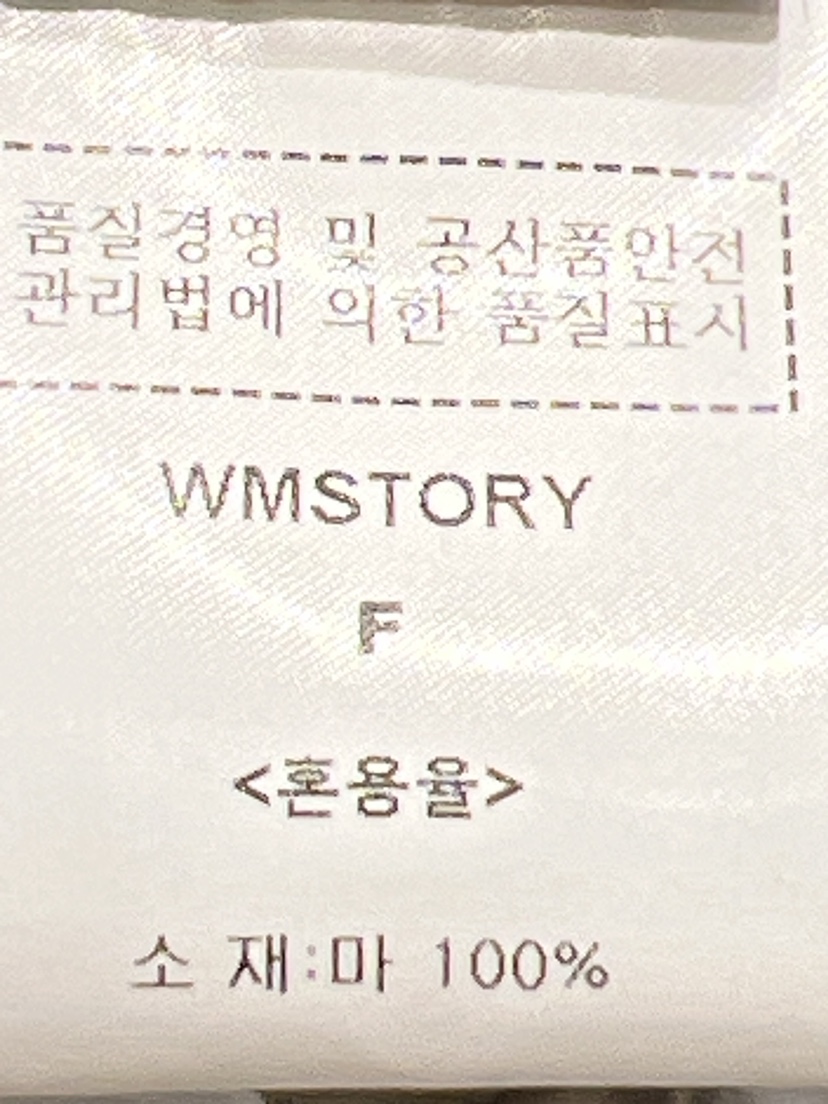 품질경영 및 공산품안전
관리법에 의한 품질표시
WMSTORY
F
<혼용율>
소 재:마 100%